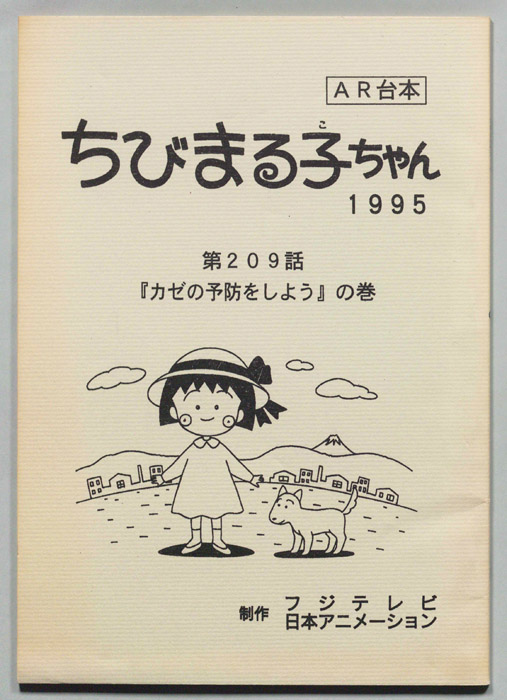 AR台本
ちびまる子ちゃん
こ
1995
第209話
『カゼの予防をしよう』の巻
制作 フジテレビ
日本アニメーション